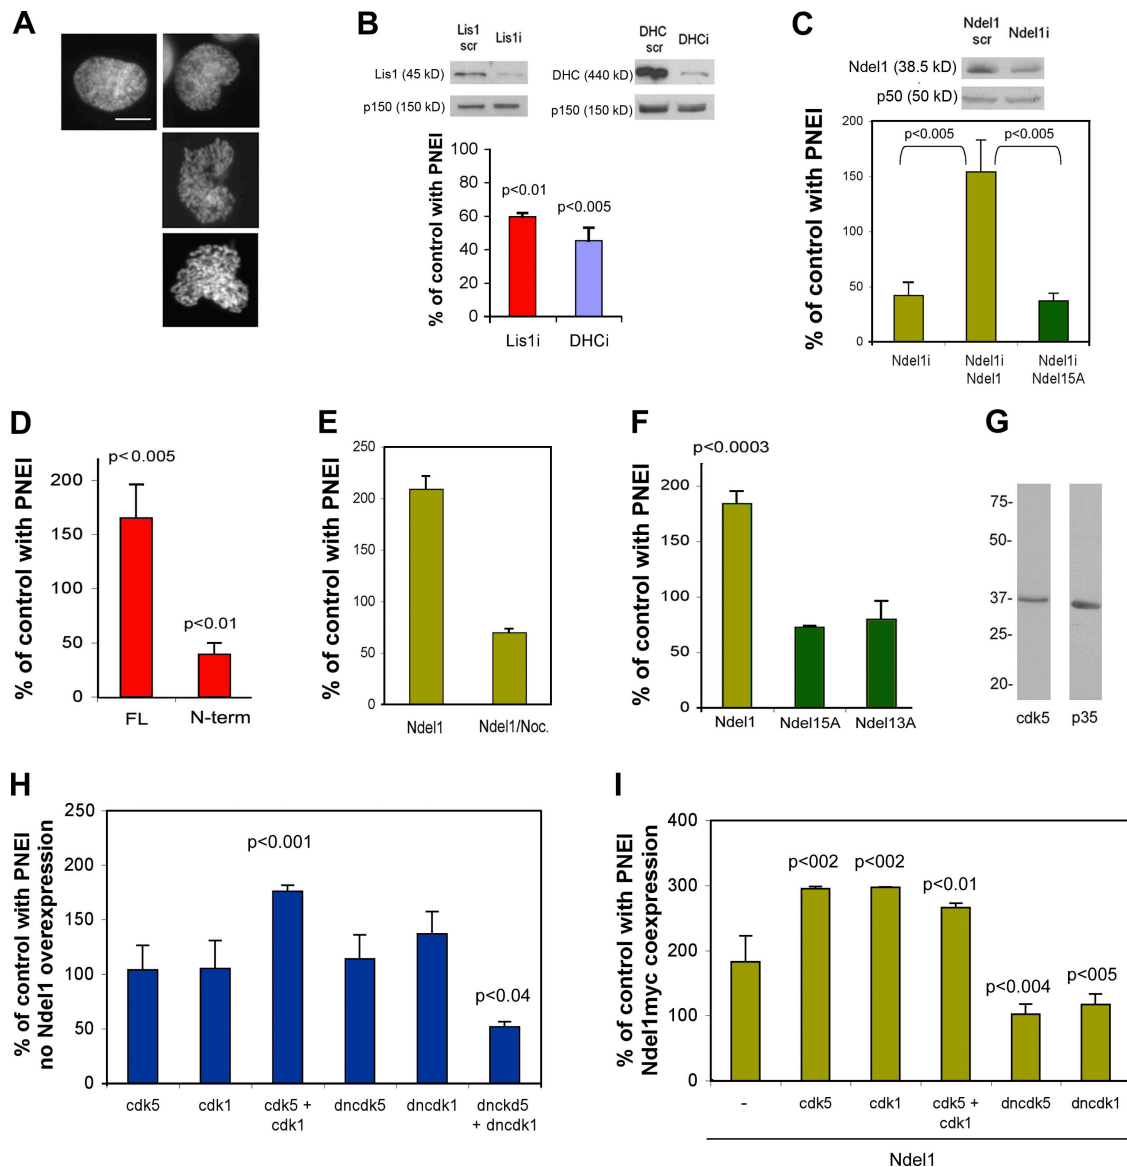 A
B
Lis1
scr
Lis1i
Lis1 (45 kD)
p150 (150 kD)
DHC
scr
DHCi
DHC (440 kD)
p150 (150 kD)
% of control with PNEI
100
80
60
40
20
0
p<0.01
p<0.005
Lis1i
DHCi
C
Ndel1
scr
Ndel1i
Ndel1 (38.5 kD)
p50 (50 kD)
% of control with PNEI
200
150
100
50
0
p<0.005
p<0.005
Ndel1i
Ndel1i
Ndel1
Ndel1i
Ndel15A
D
% of control with PNEI
200
150
100
50
0
p<0.005
p<0.01
FL
N-term
E
% of control with PNEI
250
200
150
100
50
0
Ndel1
Ndel1/Noc.
F
% of control with PNEI
p<0.0003
200
150
100
50
0
Ndel1
Ndel15A
Ndel13A
G
75-
50-
37-
25-
20-
cdk5
p35
H
% of control with PNEI
no Ndel1 overexpression
250
200
150
100
50
0
p<0.001
p<0.04
cdk5
cdk1
cdk5 +
cdk1
dncdk5
dncdk1
dnckd5
+ dncdk1
I
% of control with PNEI
Ndel1myc coexpression
400
300
200
100
0
p<002
p<002
p<0.01
p<0.004
p<005
-
cdk5
cdk1
cdk5 +
cdk1
dncdk5
dncdk1
Ndel1